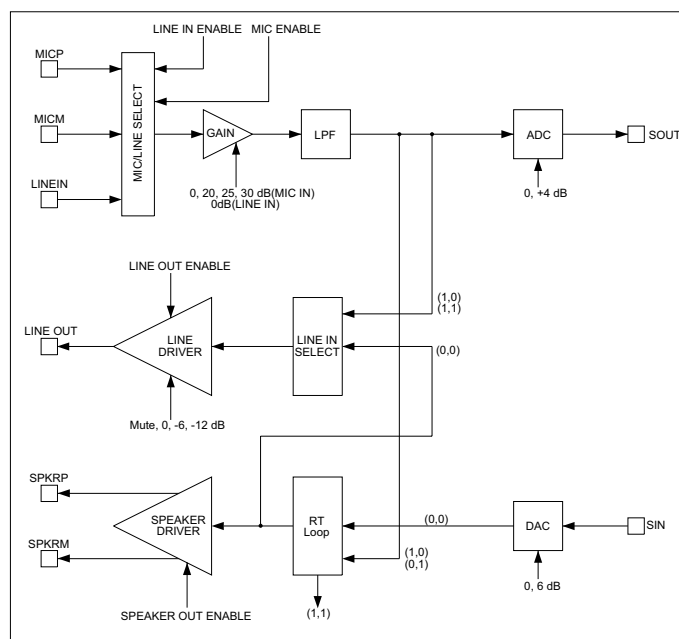 LINE IN ENABLE
MIC ENABLE
MICP
MICM
LINEIN
MIC/LINE SELECT
GAIN
LPF
ADC
SOUT
0, 20, 25, 30 dB(MIC IN)
0dB(LINE IN)
0, +4 dB
LINE OUT ENABLE
LINE OUT
LINE
DRIVER
LINE IN
SELECT
(1,0)
(1,1)
(0,0)
Mute, 0, -6, -12 dB
SPKRP
SPKRM
SPEAKER
DRIVER
RT
Loop
(0,0)
DAC
SIN
(1,0)
(0,1)
0, 6 dB
SPEAKER OUT ENABLE
(1,1)